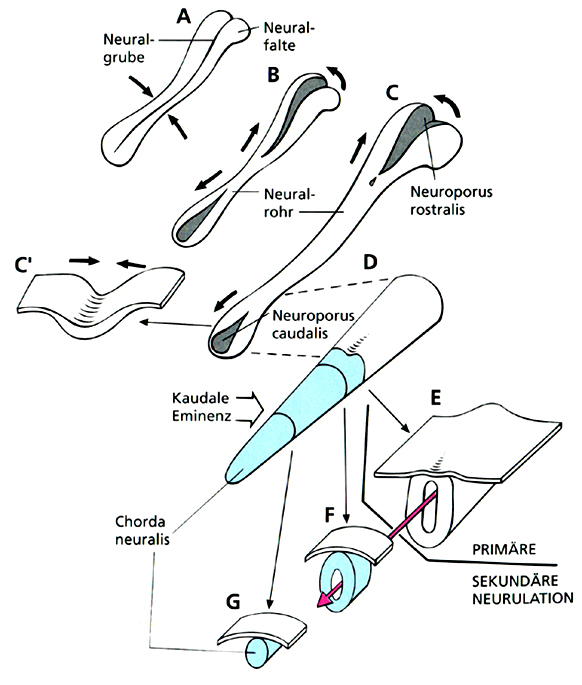 A
Neural-
grube
Neural-
falte
B
C
Neural-
rohr
Neuroporus
rostralis
C'
D
Neuroporus
caudalis
Kaudale
Eminenz
E
Chorda
neuralis
F
PRIMÄRE
SEKUNDÄRE
NEURULATION
G